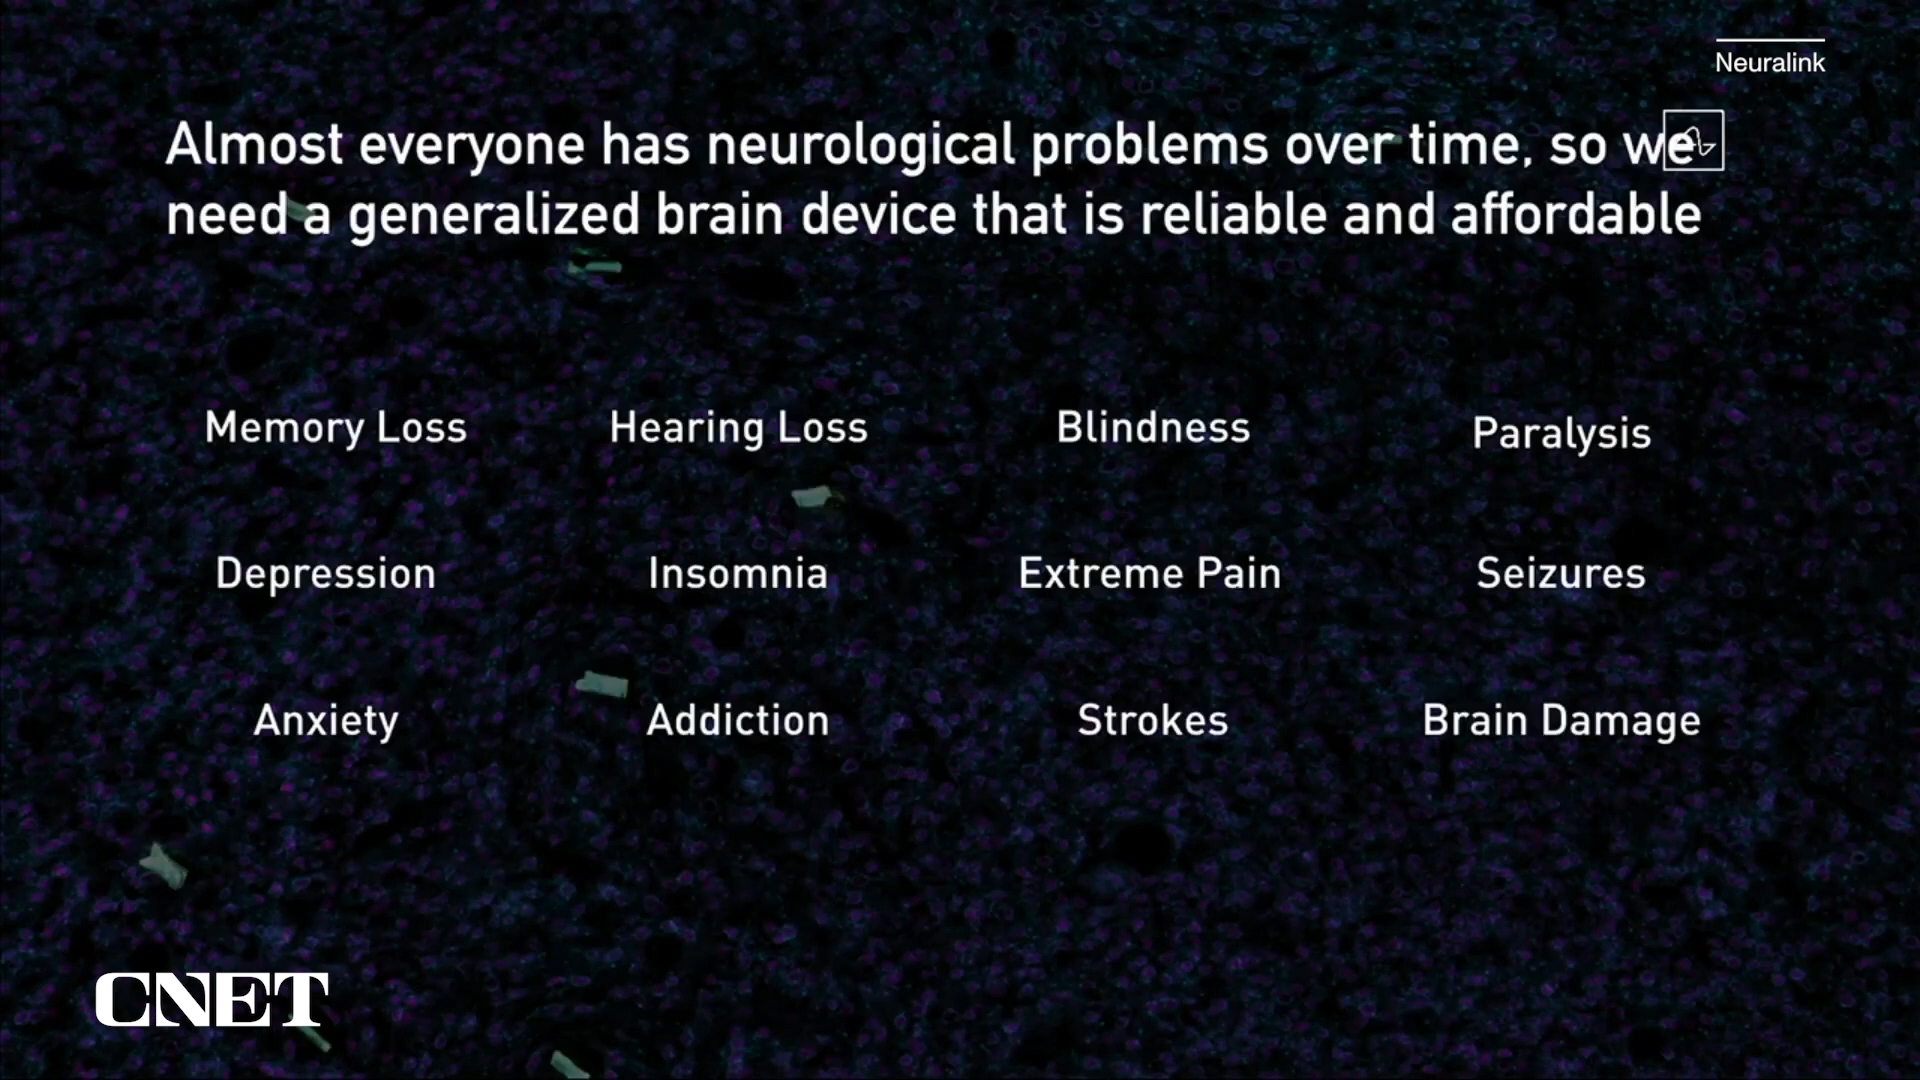 Neuralink
Almost everyone has neurological problems over time, so we
need a generalized brain device that is reliable and affordable
Memory Loss Hearing Loss Blindness Paralysis
Depression Insomnia Extreme Pain Seizures
Anxiety Addiction Strokes Brain Damage
CNET